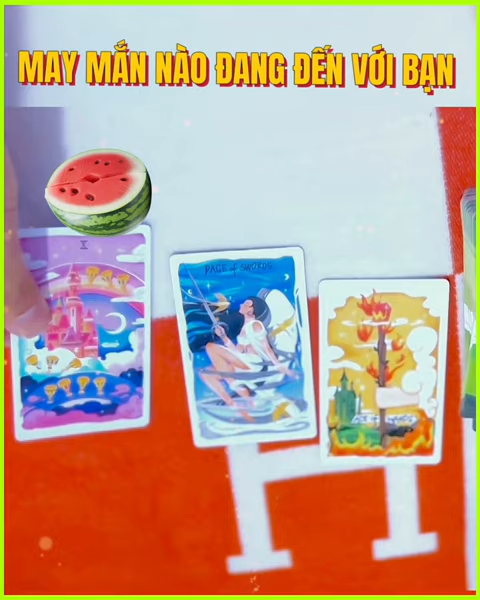 MAY MẮN NÀO ĐANG ĐẾN VỚI BẠN
X
PAGE of SWORDS
ACE of WANDS
H